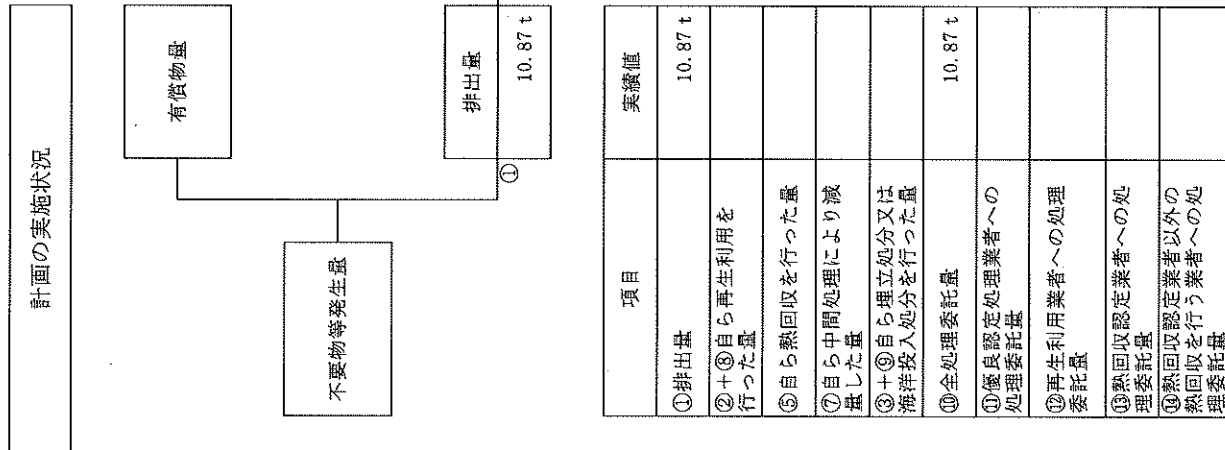 計画の実施状況
有償物量
不要物等発生量
①
排出量
10.87 t
項目
実績値
①排出量
10.87 t
②+⑧自ら再生利用を
行った量
⑤自ら熱回収を行った量
⑦自ら中間処理により減
量した量
③+⑨自ら埋立処分又は
海洋投入処分を行った量
⑩全処理委託量
10.87 t
⑪優良認定処理業者への
処理委託量
⑫再生利用業者への処理
委託量
⑬熱回収認定業者への処
理委託量
⑭熱回収認定業者以外の
熱回収を行う業者への処
理委託量